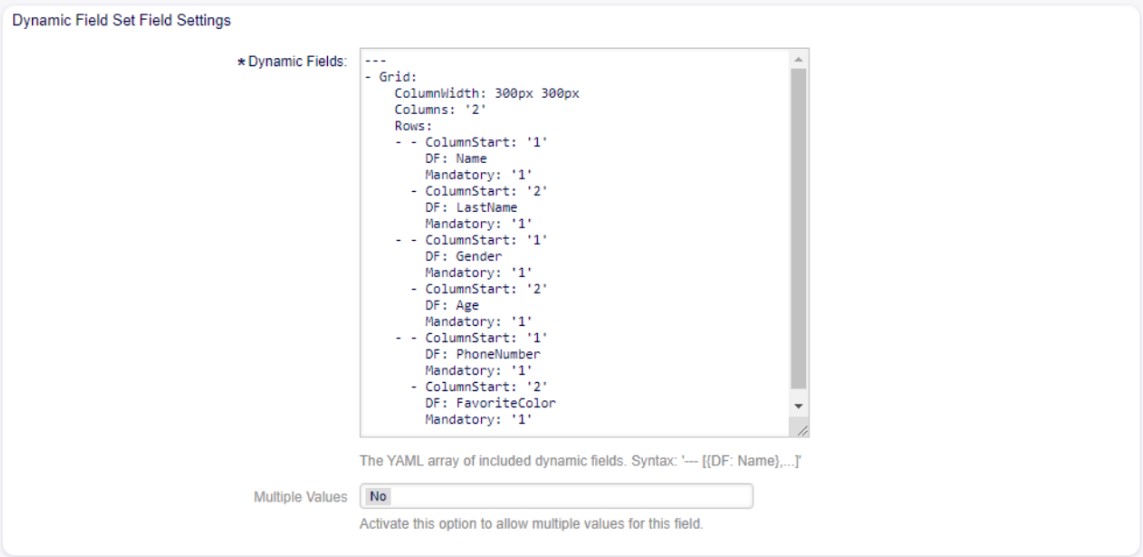 Dynamic Field Set Field Settings
* Dynamic Fields:
---
- Grid:
    ColumnWidth: 300px 300px
    Columns: '2'
    Rows:
    - - ColumnStart: '1'
        DF: Name
        Mandatory: '1'
      - ColumnStart: '2'
        DF: LastName
        Mandatory: '1'
    - - ColumnStart: '1'
        DF: Gender
        Mandatory: '1'
      - ColumnStart: '2'
        DF: Age
        Mandatory: '1'
    - - ColumnStart: '1'
        DF: PhoneNumber
        Mandatory: '1'
      - ColumnStart: '2'
        DF: FavoriteColor
        Mandatory: '1'
The YAML array of included dynamic fields. Syntax: '--- [{DF: Name},...]'
Multiple Values No
Activate this option to allow multiple values for this field.